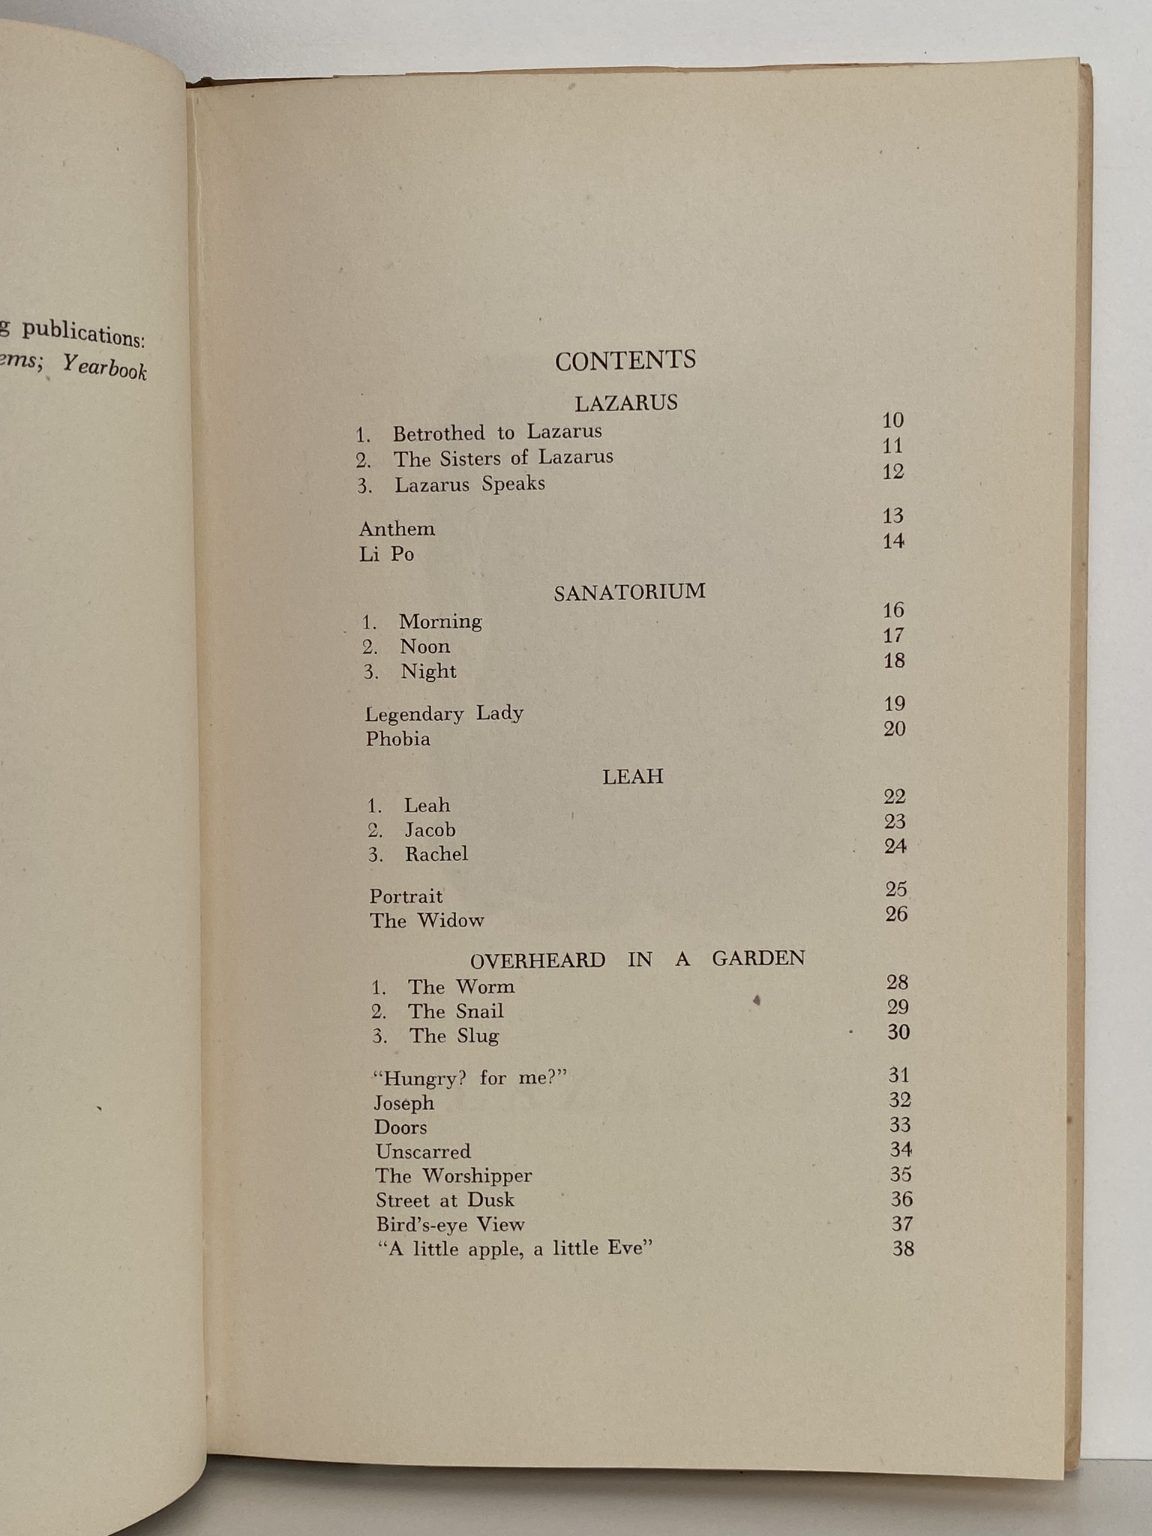 g publications:
ems; Yearbook
CONTENTS
LAZARUS
1. Betrothed to Lazarus 10
2. The Sisters of Lazarus 11
3. Lazarus Speaks 12
Anthem 13
Li Po 14
SANATORIUM
1. Morning 16
2. Noon 17
3. Night 18
Legendary Lady 19
Phobia 20
LEAH
1. Leah 22
2. Jacob 23
3. Rachel 24
Portrait 25
The Widow 26
OVERHEARD IN A GARDEN
1. The Worm 28
2. The Snail 29
3. The Slug 30
"Hungry? for me?" 31
Joseph 32
Doors 33
Unscarred 34
The Worshipper 35
Street at Dusk 36
Bird's-eye View 37
"A little apple, a little Eve" 38